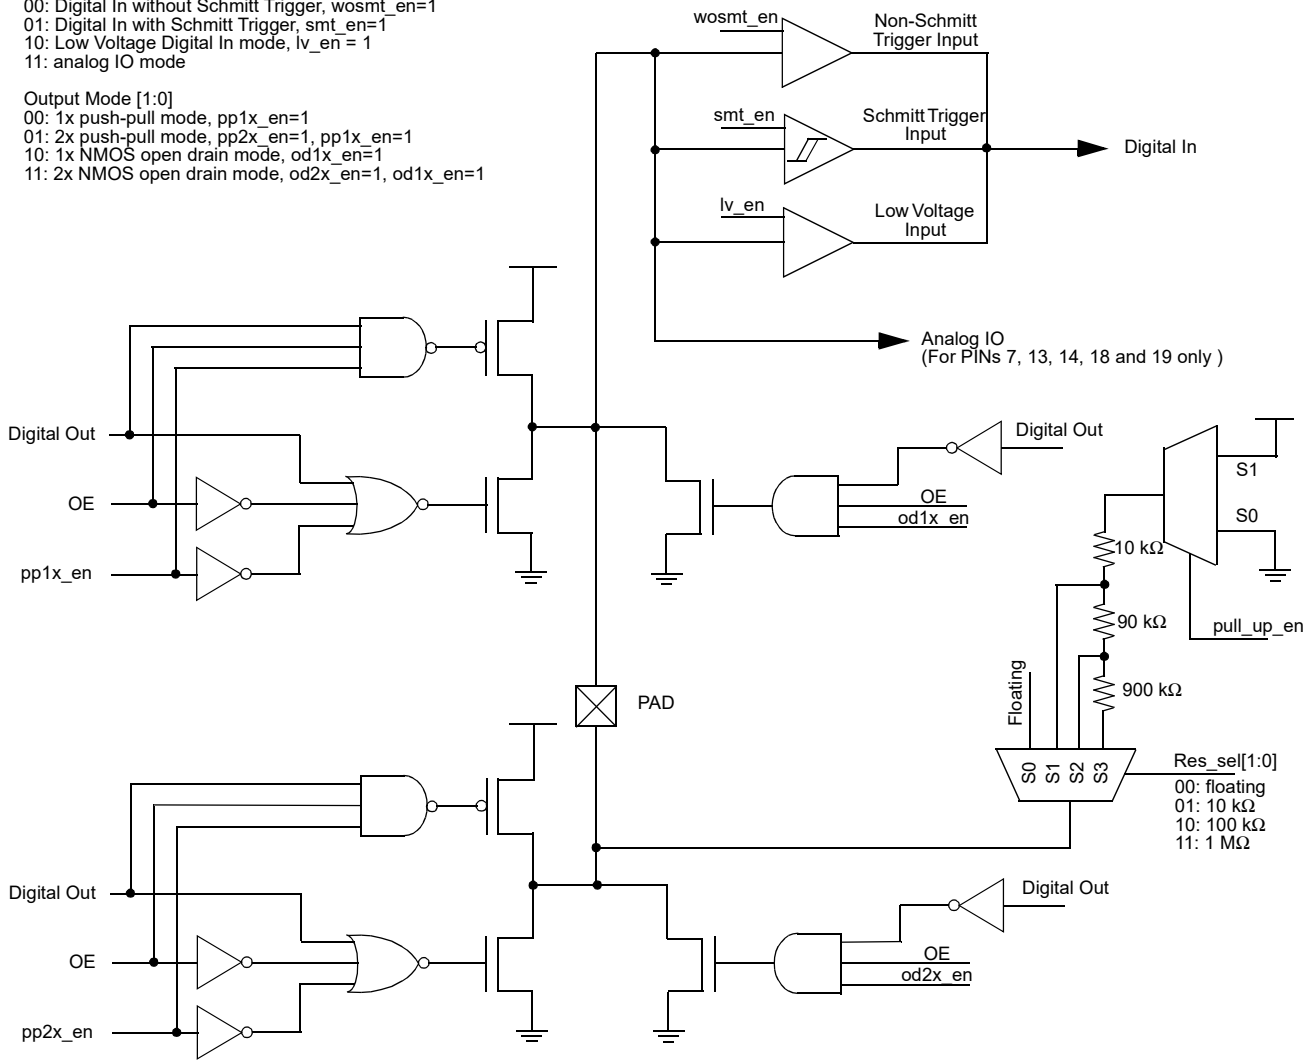 00: Digital In without Schmitt Trigger, wosmt_en=1
01: Digital In with Schmitt Trigger, smt_en=1
10: Low Voltage Digital In mode, lv_en = 1
11: analog IO mode
Output Mode [1:0]
00: 1x push-pull mode, pp1x_en=1
01: 2x push-pull mode, pp2x_en=1, pp1x_en=1
10: 1x NMOS open drain mode, od1x_en=1
11: 2x NMOS open drain mode, od2x_en=1, od1x_en=1
wosmt_en
Non-Schmitt
Trigger Input
smt_en
Schmitt Trigger
Input
Digital In
lv_en
Low Voltage
Input
Analog IO
(For PINs 7, 13, 14, 18 and 19 only )
Digital Out
OE
pp1x_en
Digital Out
OE
od1x_en
S1
S0
10 kΩ
90 kΩ
pull_up_en
900 kΩ
Floating
PAD
S0
S1
S2
S3
Res_sel[1:0]
00: floating
01: 10 kΩ
10: 100 kΩ
11: 1 MΩ
Digital Out
OE
pp2x_en
Digital Out
OE
od2x_en